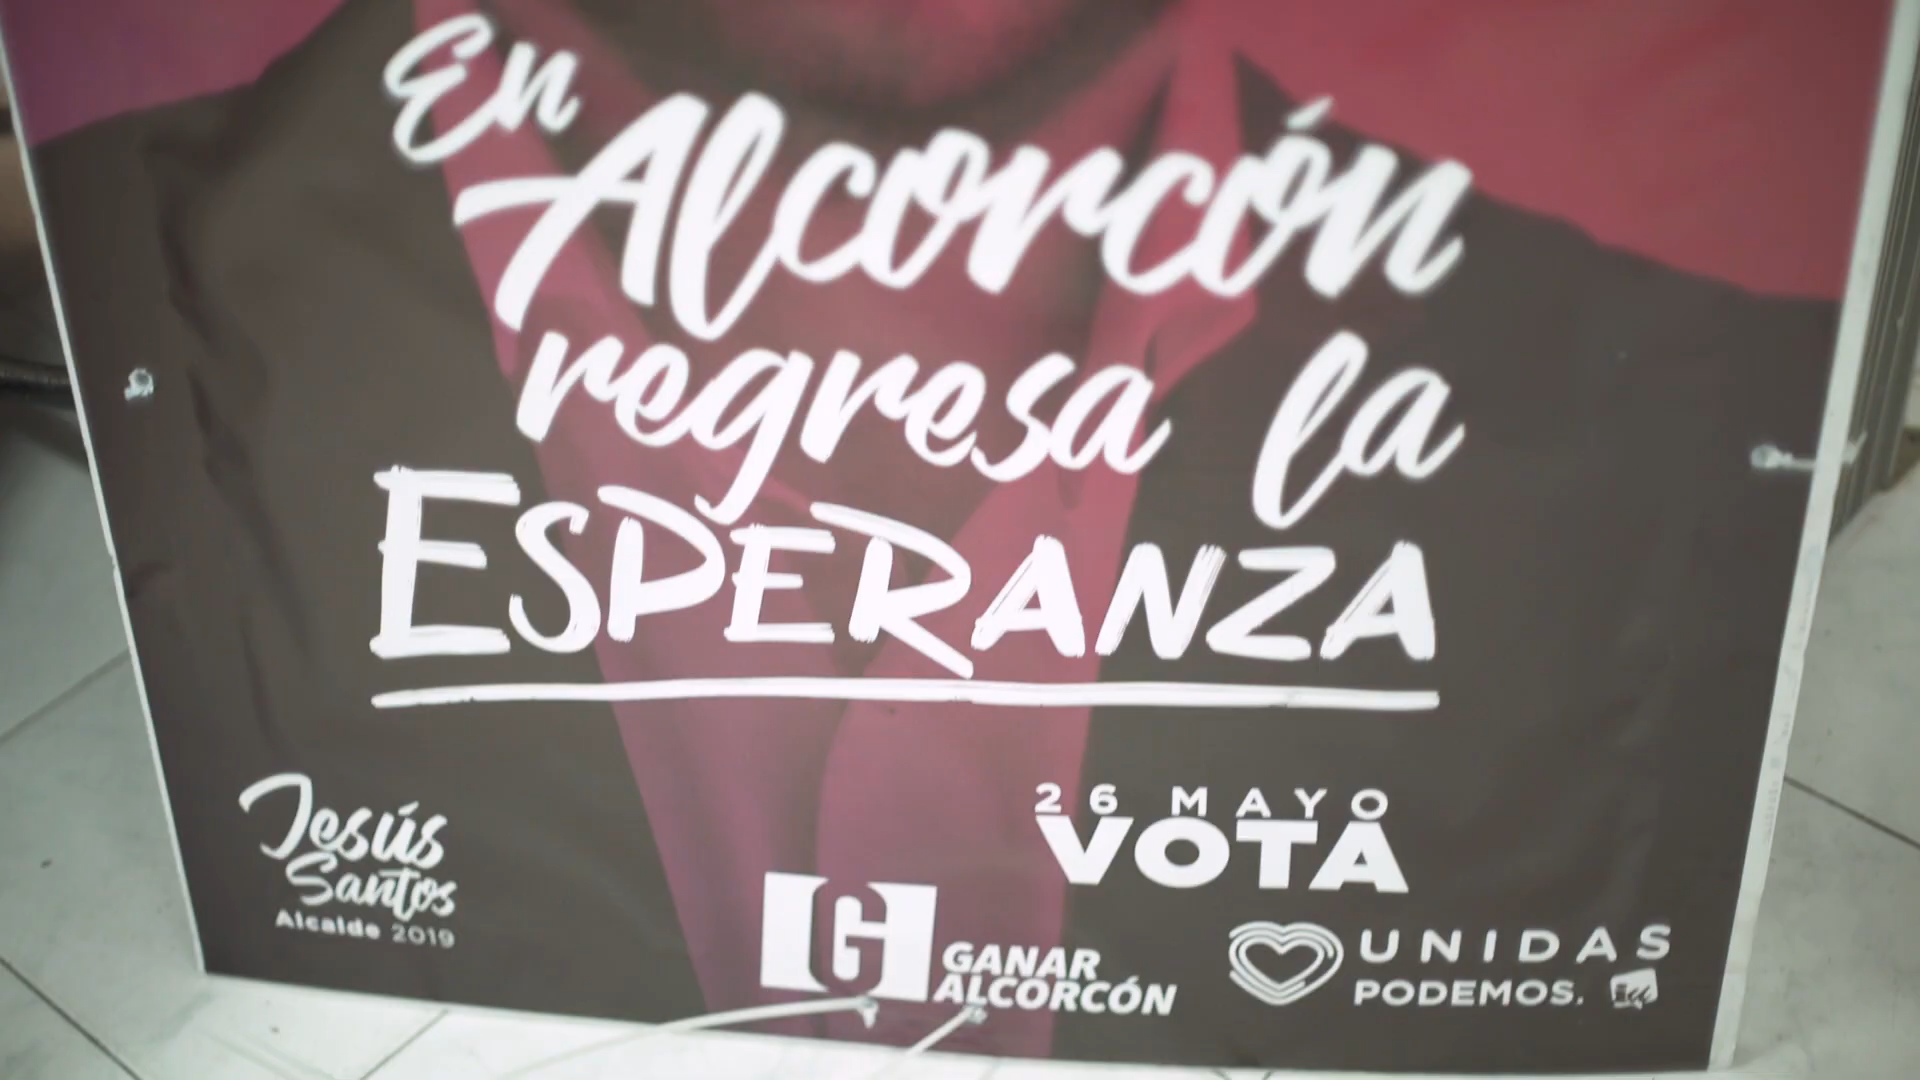 En
Alcorcón
regresa la
ESPERANZA
Jesús
Santos
Alcalde 2019
26 MAYO
VOTA
GANAR
ALCORCÓN
UNIDAS
PODEMOS.